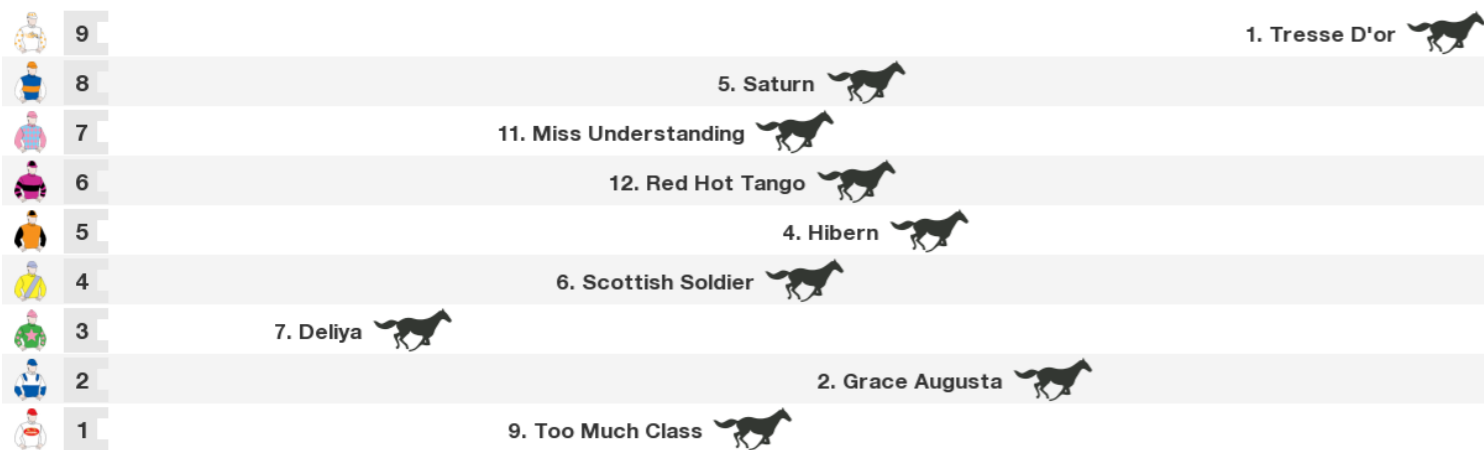 9 1. Tresse D'or
8 5. Saturn
7 11. Miss Understanding
6 12. Red Hot Tango
5 4. Hibern
4 6. Scottish Soldier
3 7. Deliya
2 2. Grace Augusta
1 9. Too Much Class